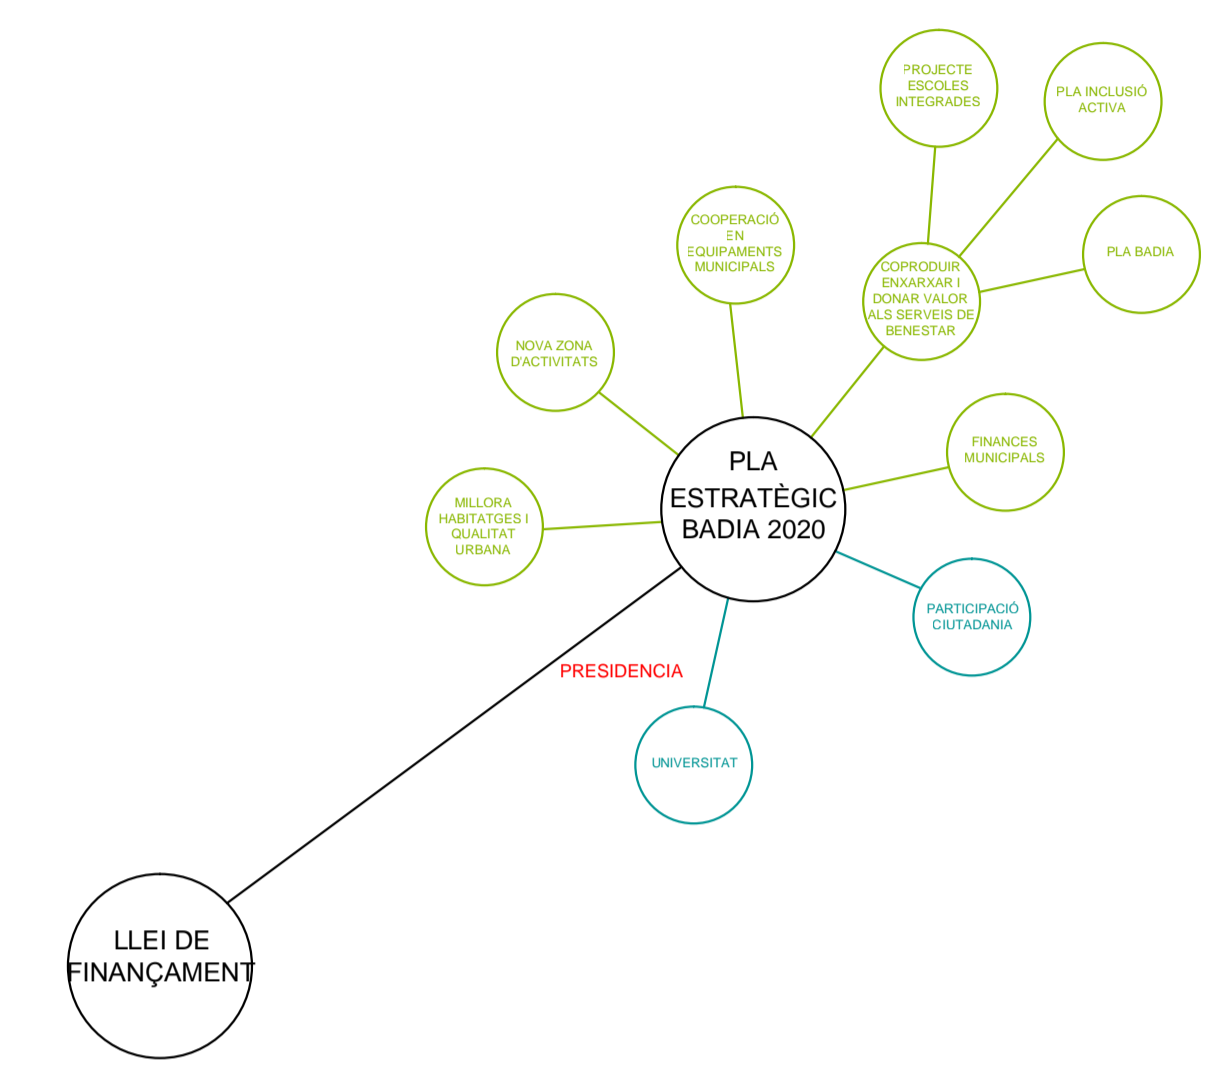 PROJECTE
ESCOLES
INTEGRADES
PLA INCLUSIÓ
ACTIVA
COOPERACIÓ
EN
EQUIPAMENTS
MUNICIPALS
PLA BADIA
COPRODUIR
ENXARXAR I
DONAR VALOR
ALS SERVEIS DE
BENESTAR
NOVA ZONA
D'ACTIVITATS
FINANCES
MUNICIPALS
PLA
ESTRATÈGIC
BADIA 2020
MILLORA
HABITATGES I
QUALITAT
URBANA
PARTICIPACIÓ
CIUTADANIA
PRESIDENCIA
UNIVERSITAT
LLEI DE
FINANÇAMENT